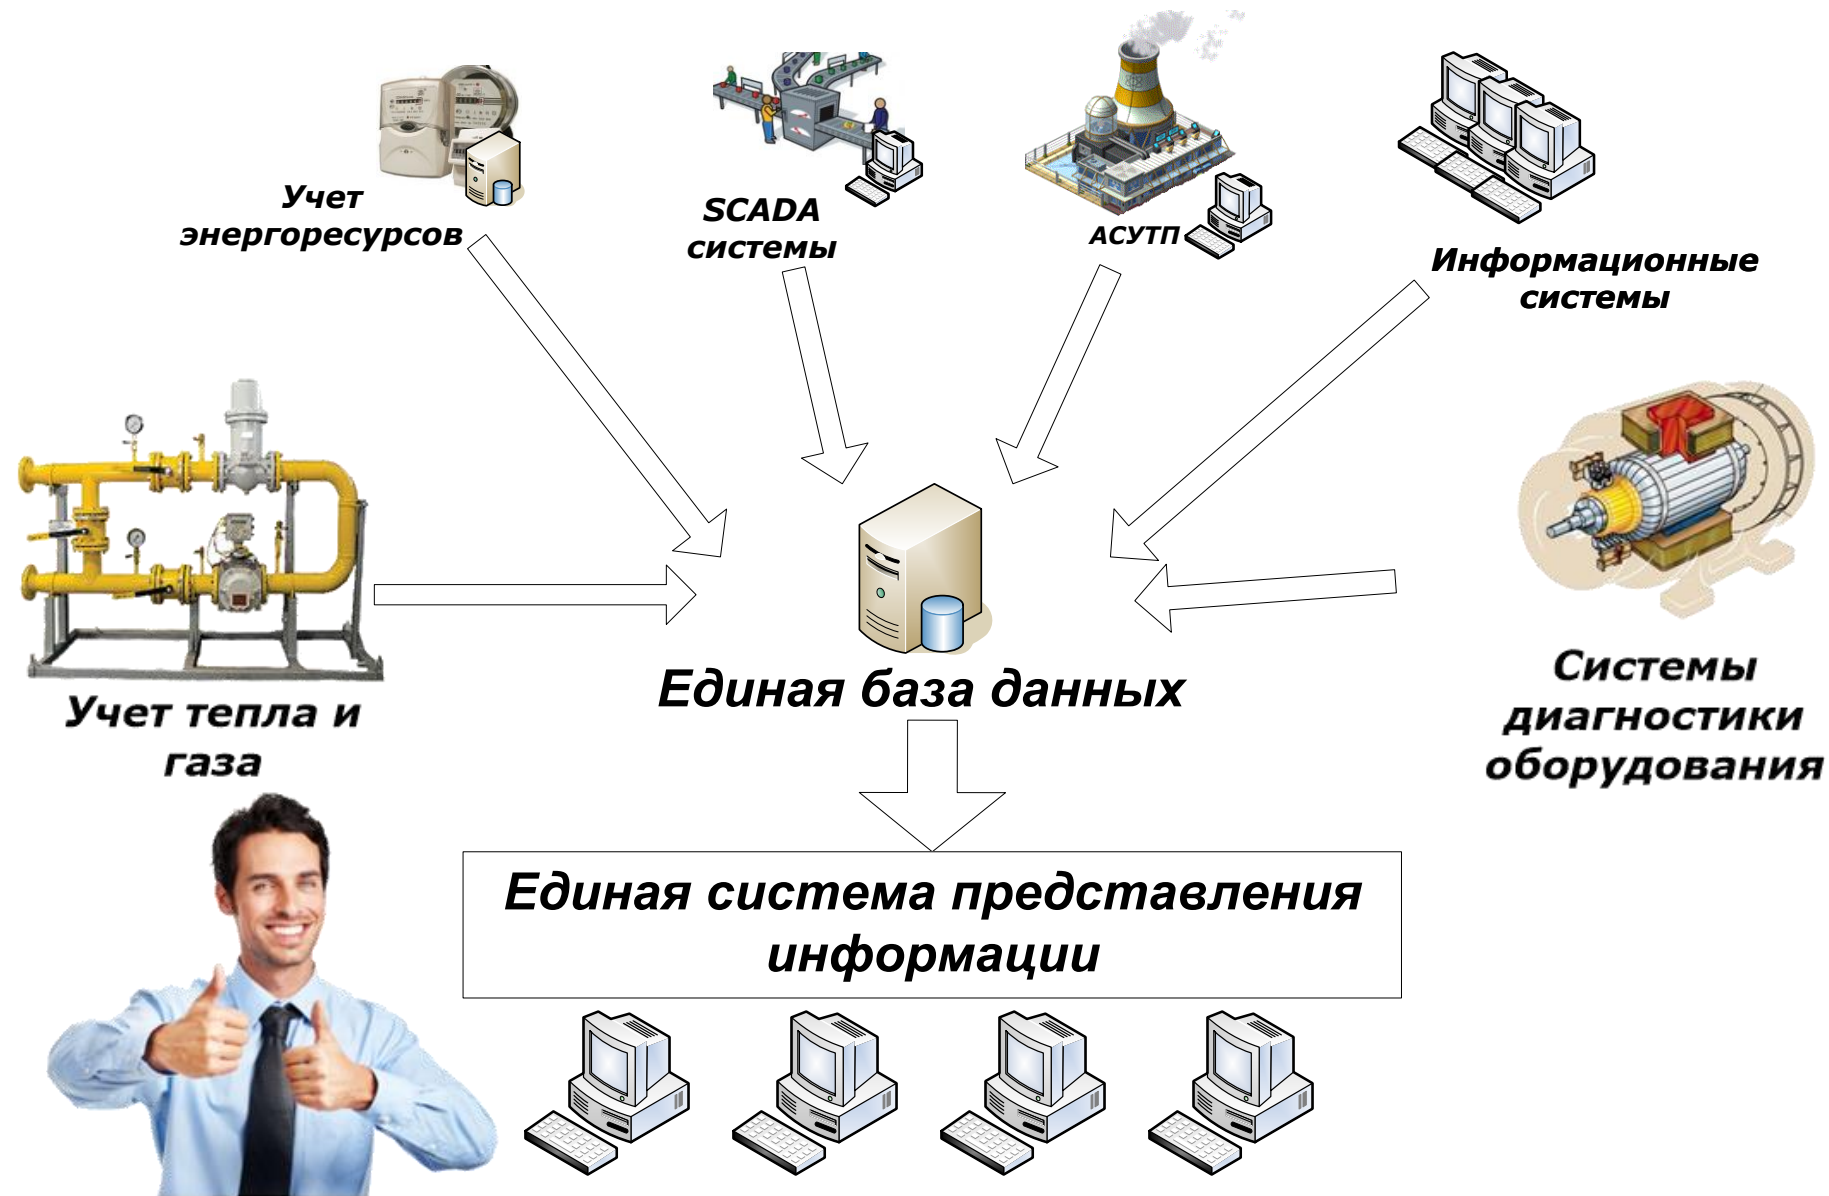 Учет
энергоресурсов
SCADA
системы
АСУТП
Информационные
системы
Учет тепла и
газа
Единая база данных
Системы
диагностики
оборудования
Единая система представления
информации